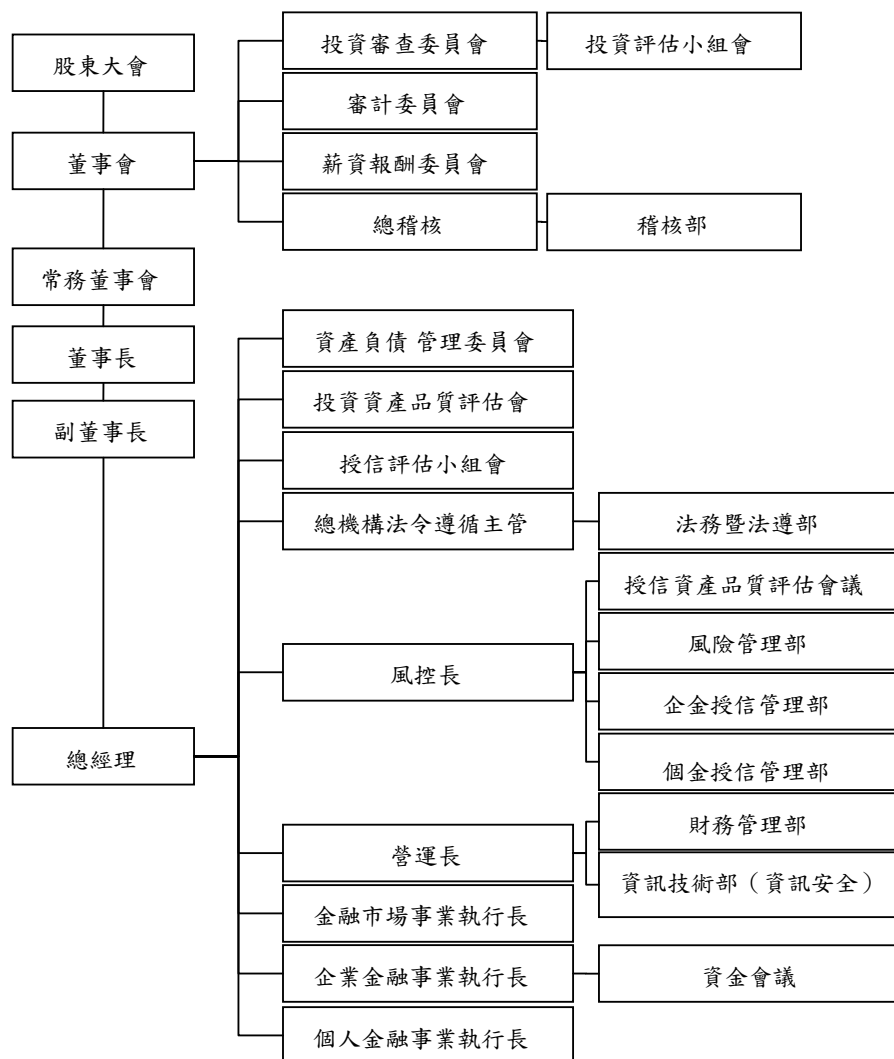 股東大會
董事會
常務董事會
董事長
副董事長
總經理
投資審查委員會
投資評估小組會
審計委員會
薪資報酬委員會
總稽核
稽核部
資產負債 管理委員會
投資資產品質評估會
授信評估小組會
總機構法令遵循主管
法務暨法遵部
風控長
授信資產品質評估會議
風險管理部
企金授信管理部
個金授信管理部
營運長
財務管理部
資訊技術部（資訊安全）
金融市場事業執行長
企業金融事業執行長
資金會議
個人金融事業執行長